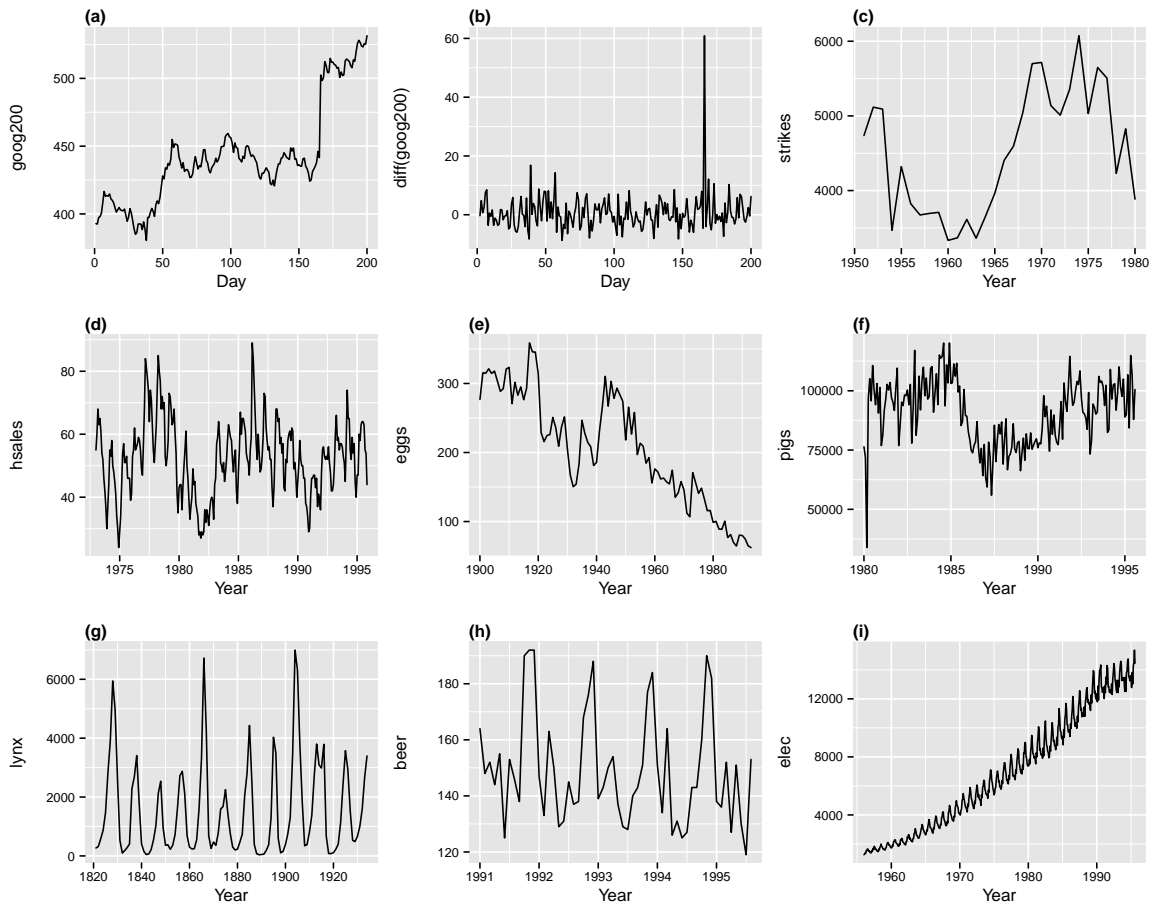 (a)
goog200
500
450
400
0 50 100 150 200
Day
(b)
diff(goog200)
60
40
20
0
0 50 100 150 200
Day
(c)
strikes
6000
5000
4000
1950 1955 1960 1965 1970 1975 1980
Year
(d)
hsales
80
60
40
1975 1980 1985 1990 1995
Year
(e)
eggs
300
200
100
1900 1920 1940 1960 1980
Year
(f)
pigs
100000
75000
50000
1980 1985 1990 1995
Year
(g)
lynx
6000
4000
2000
0
1820 1840 1860 1880 1900 1920
Year
(h)
beer
180
160
140
120
1991 1992 1993 1994 1995
Year
(i)
elec
12000
8000
4000
1960 1970 1980 1990
Year